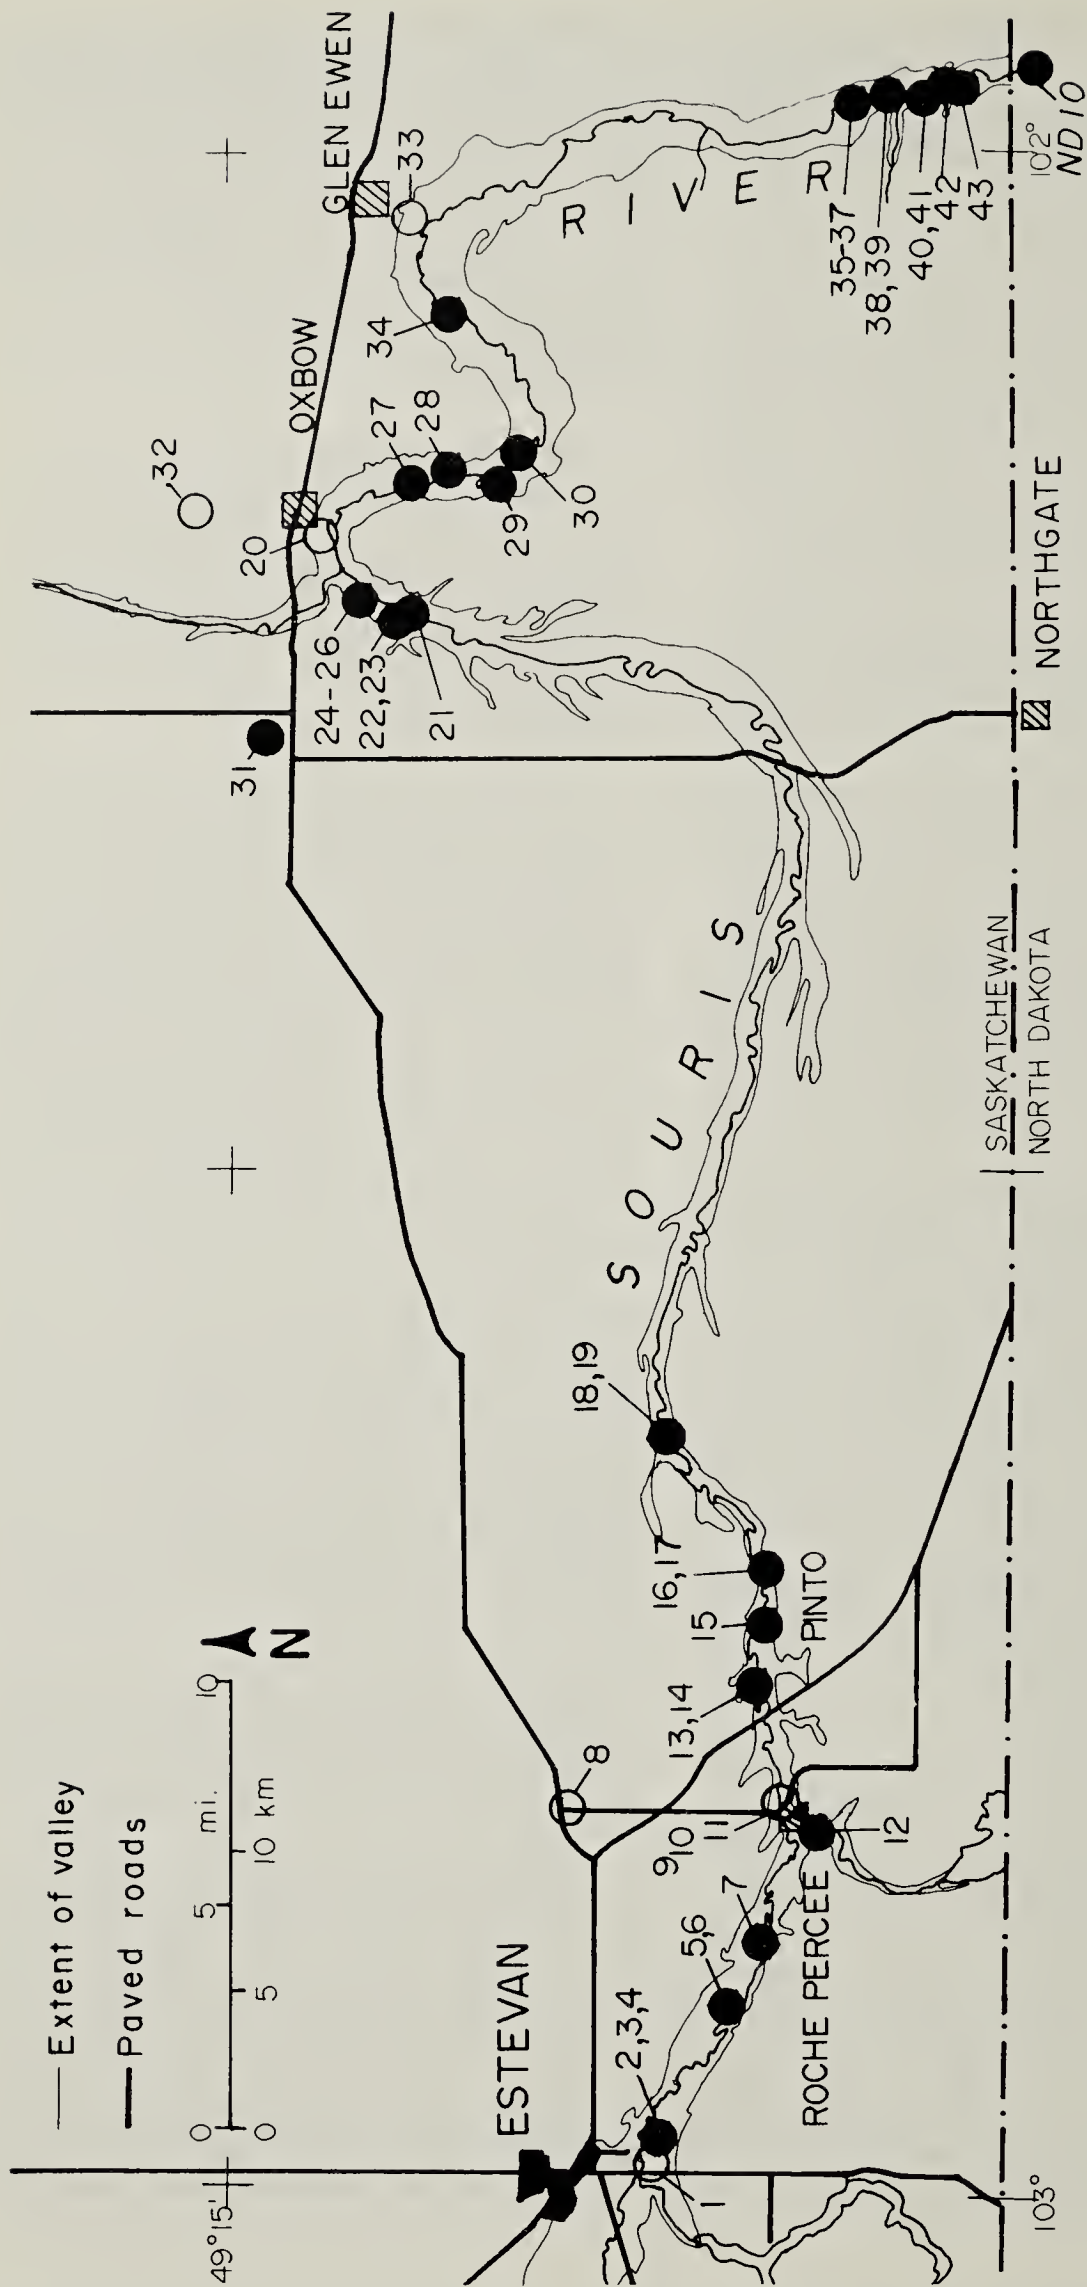 Extent of valley
Paved roads
0 5 10 mi.
0 5 10 km
N
49°15'
103°
102°
ESTEVAN
ROCHE PERCÉE
PINTO
SOURIS RIVER
OXBOW
GLEN EWEN
NORTHGATE
SASKATCHEWAN
NORTH DAKOTA
1
2,3,4
5,6
7
8
9
10
11
12
13,14
15
16,17
18,19
20
21
22,23
24-26
27
28
29
30
31
32
33
34
35-37
38,39
40,41
42
43
ND 10